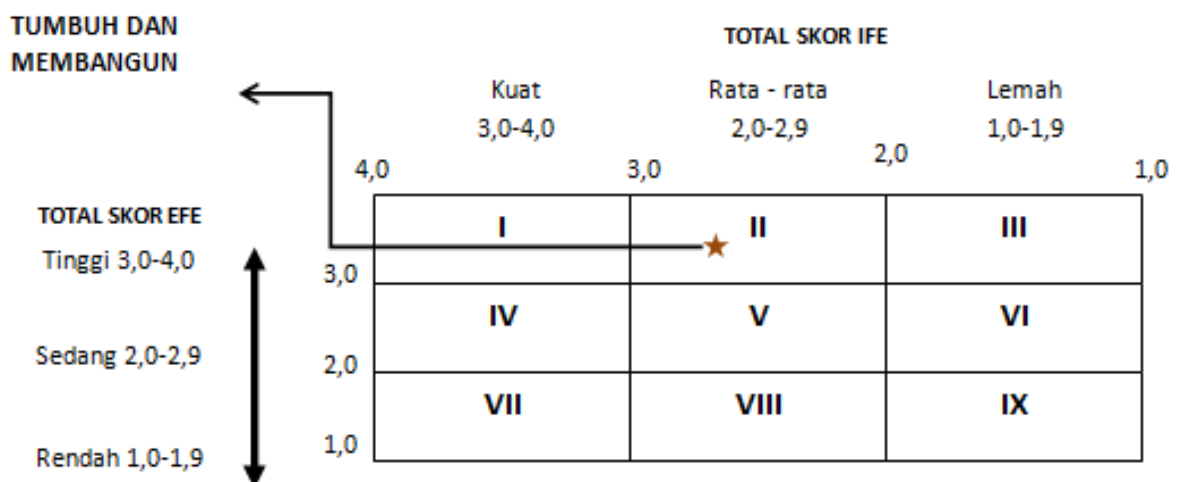 TUMBUH DAN
MEMBANGUN
TOTAL SKOR IFE
Kuat Rata - rata Lemah
3,0-4,0 2,0-2,9 1,0-1,9
4,0 3,0 2,0 1,0
TOTAL SKOR EFE
Tinggi 3,0-4,0
I II III
3,0
Sedang 2,0-2,9
IV V VI
2,0
Rendah 1,0-1,9
VII VIII IX
1,0